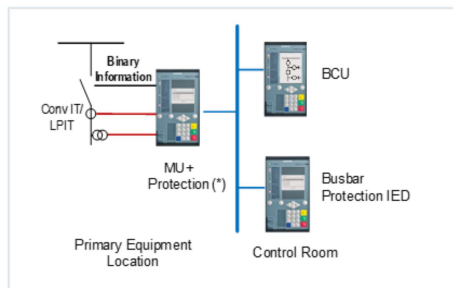 Binary
Information
BCU
Conv IT/
LPIT
MU+
Protection (*)
Busbar
Protection IED
Primary Equipment
Location
Control Room